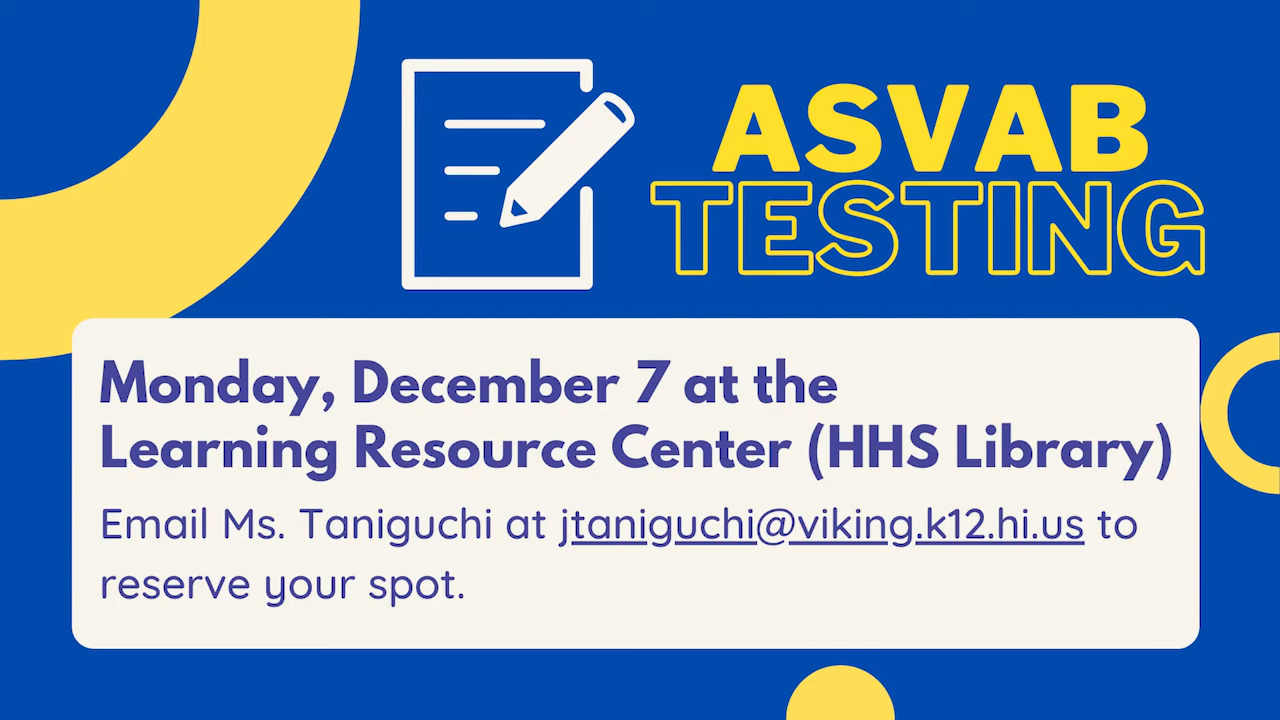 ASVAB
TESTING
Monday, December 7 at the
Learning Resource Center (HHS Library)
Email Ms. Taniguchi at jtaniguchi@viking.k12.hi.us to
reserve your spot.